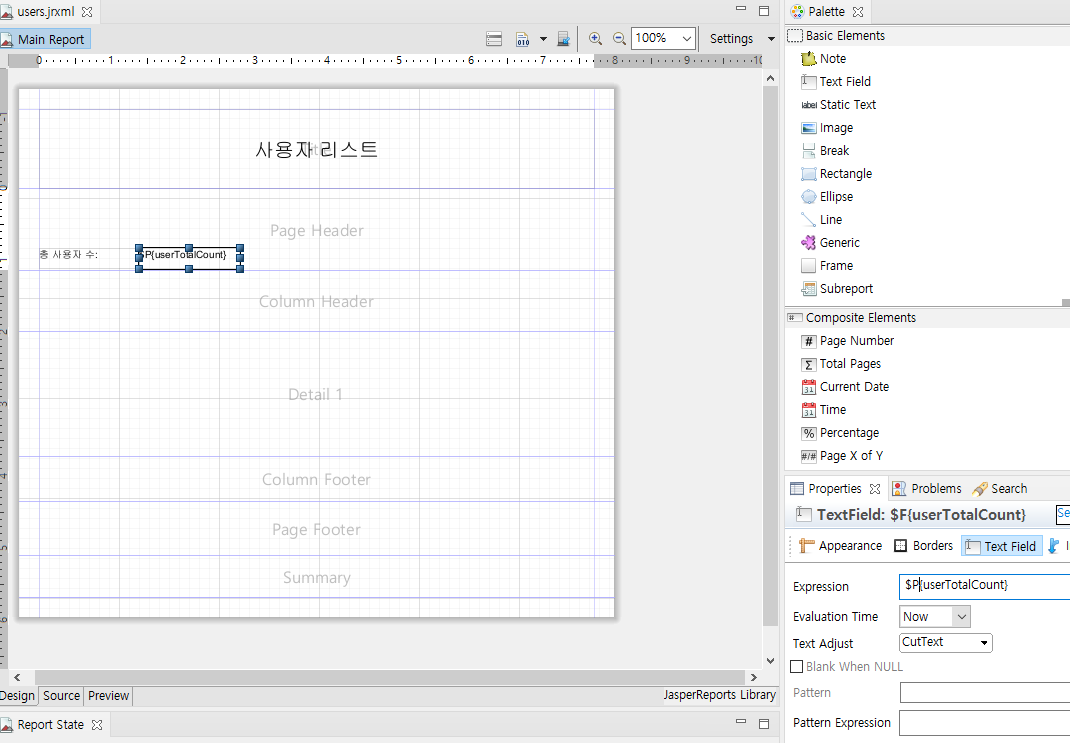 users.jrxml
Main Report
100%
Settings
0 1 2 3 4 5 6 7 8 9 10
사용자 리스트
Page Header
총 사용자 수:
$P{userTotalCount}
Column Header
Detail 1
Column Footer
Page Footer
Summary
Design
Source
Preview
JasperReports Library
Report State
Palette
Basic Elements
Note
Text Field
label Static Text
Image
Break
Rectangle
Ellipse
Line
Generic
Frame
Subreport
Composite Elements
# Page Number
Σ Total Pages
31 Current Date
31 Time
% Percentage
#/# Page X of Y
Properties
Problems
Search
TextField: $F{userTotalCount}
Se
Appearance
Borders
Text Field
Expression
$P{userTotalCount}
Evaluation Time
Now
Text Adjust
CutText
Blank When NULL
Pattern
Pattern Expression